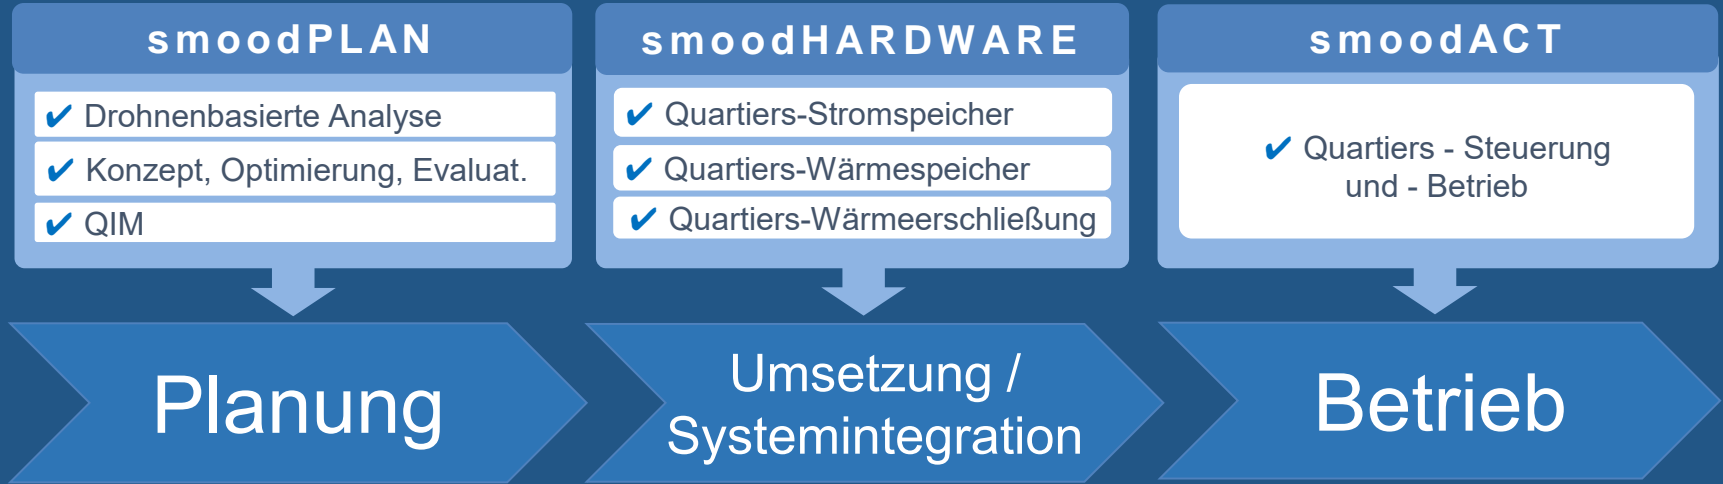 smoodPLAN
✔ Drohnenbasierte Analyse
✔ Konzept, Optimierung, Evaluat.
✔ QIM
smoodHARDWARE
✔ Quartiers-Stromspeicher
✔ Quartiers-Wärmespeicher
✔ Quartiers-Wärmeerschließung
smoodACT
✔ Quartiers - Steuerung
und - Betrieb
Planung
Umsetzung /
Systemintegration
Betrieb